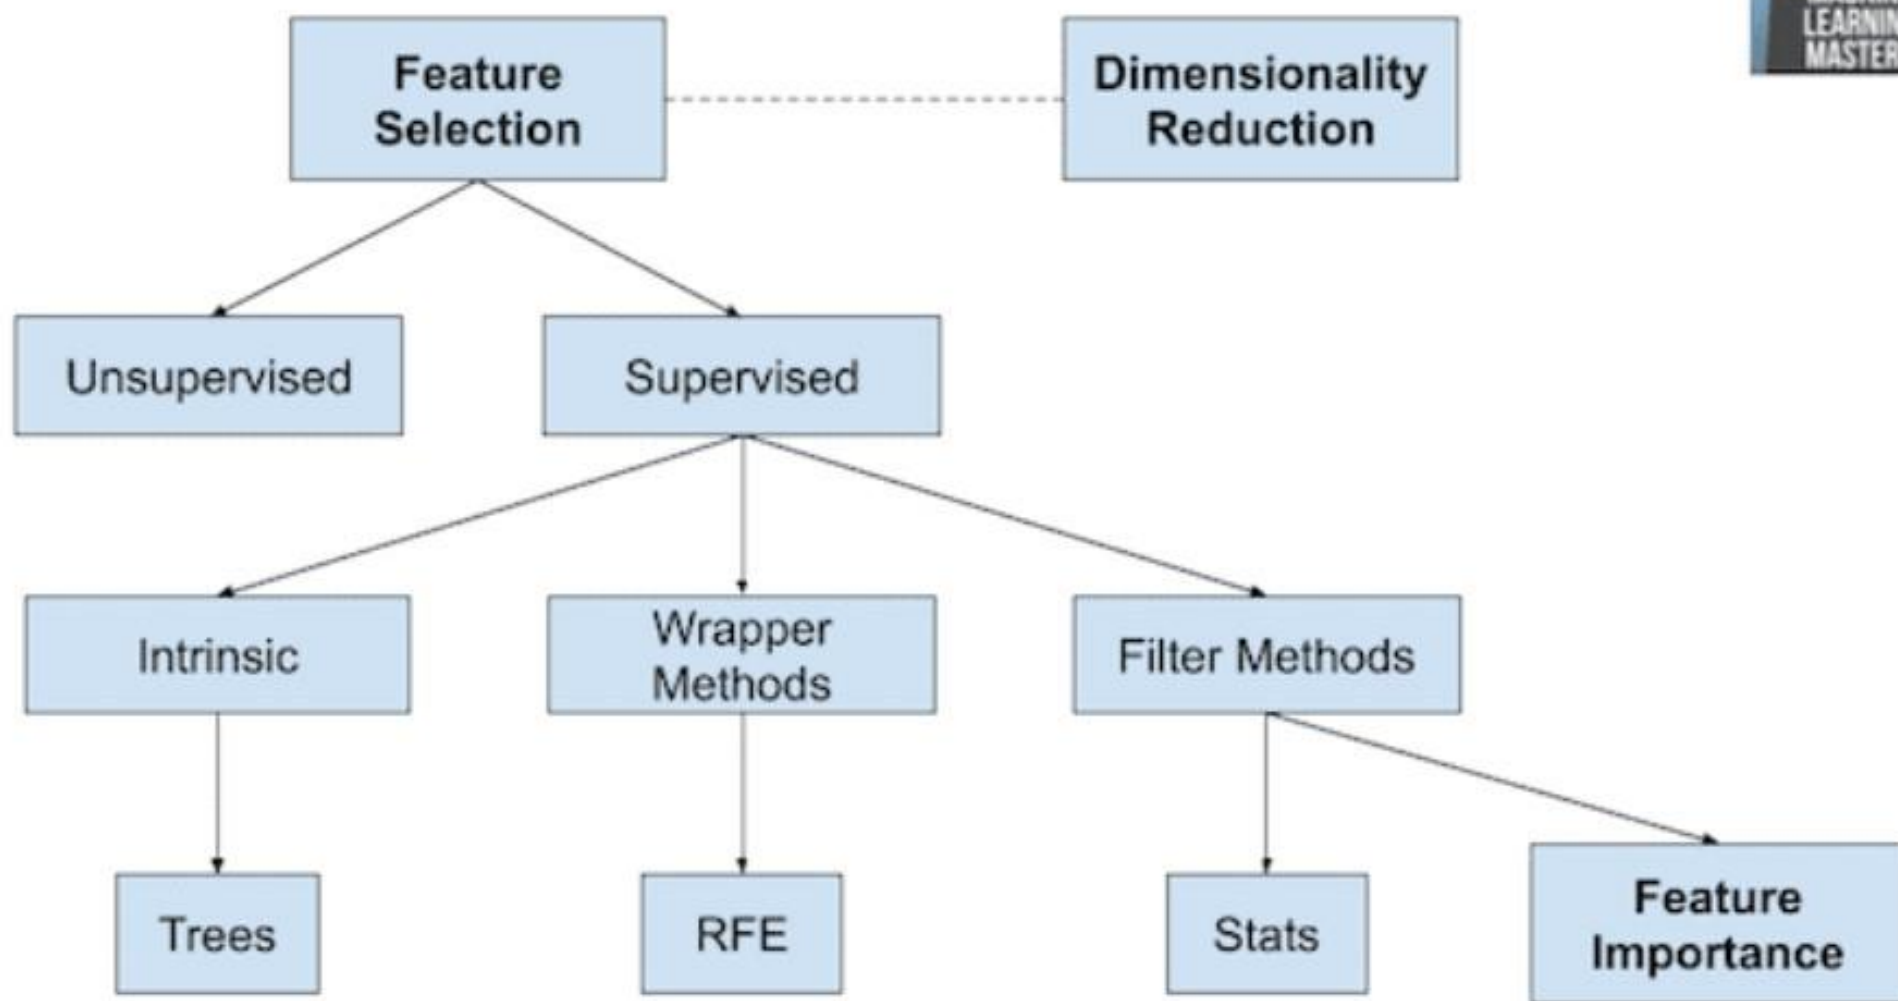 Feature
Selection
Dimensionality
Reduction
LEARNIN
MASTER
Unsupervised
Supervised
Intrinsic
Wrapper
Methods
Filter Methods
Trees
RFE
Stats
Feature
Importance